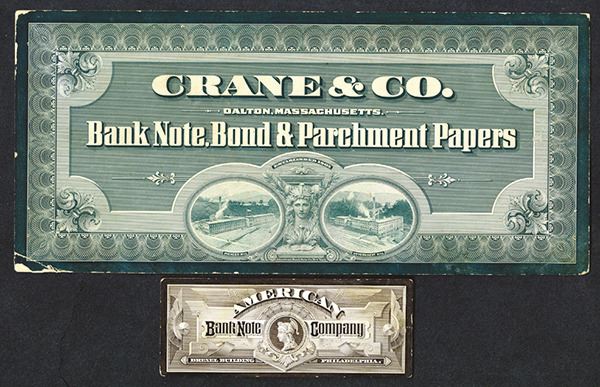 CRANE & CO.
DALTON, MASSACHUSETTS.
Bank Note, Bond & Parchment Papers
AMERICAN
Bank Note Company
DREXEL BUILDING
PHILADELPHIA.